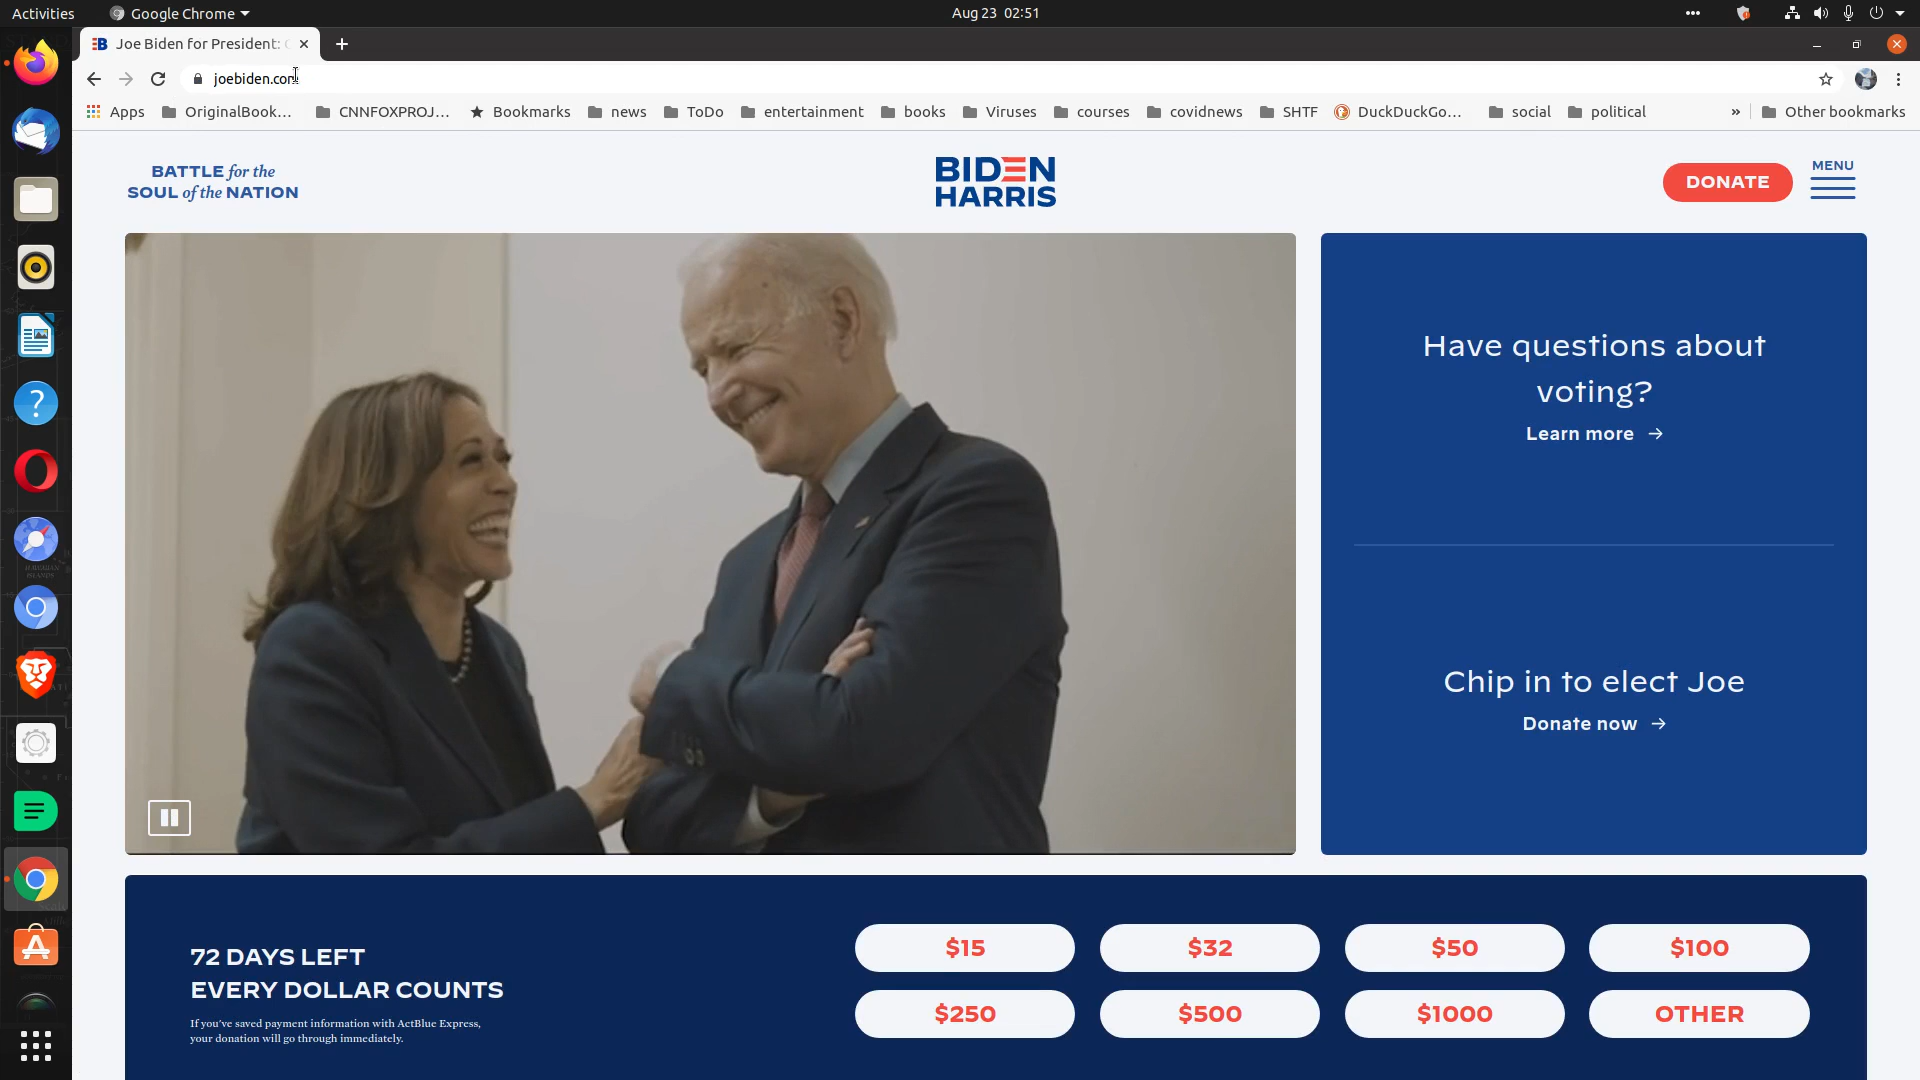 Activities
Google Chrome
Aug 23 02:51
Joe Biden for President:
joebiden.com
Apps
OriginalBook...
CNNFOXPROJ...
Bookmarks
news
ToDo
entertainment
books
Viruses
courses
covidnews
SHTF
DuckDuckGo...
social
political
»
Other bookmarks
BATTLE for the
SOUL of the NATION
BIDEN
HARRIS
DONATE
MENU
Have questions about
voting?
Learn more →
Chip in to elect Joe
Donate now →
72 DAYS LEFT
EVERY DOLLAR COUNTS
If you've saved payment information with ActBlue Express,
your donation will go through immediately.
$15
$32
$50
$100
$250
$500
$1000
OTHER